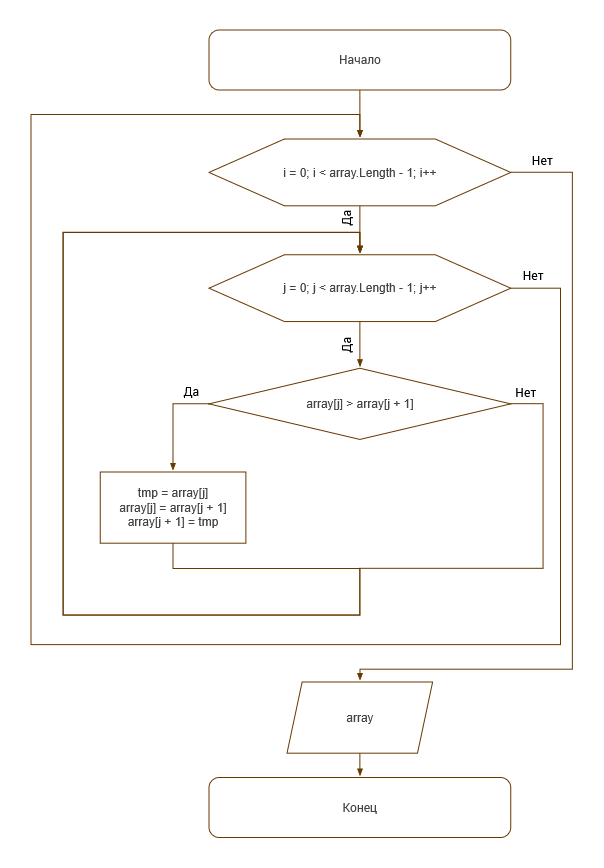 Начало
i = 0; i < array.Length - 1; i++
Нет
Да
j = 0; j < array.Length - 1; j++
Нет
Да
array[j] > array[j + 1]
Да
Нет
tmp = array[j]
array[j] = array[j + 1]
array[j + 1] = tmp
array
Конец